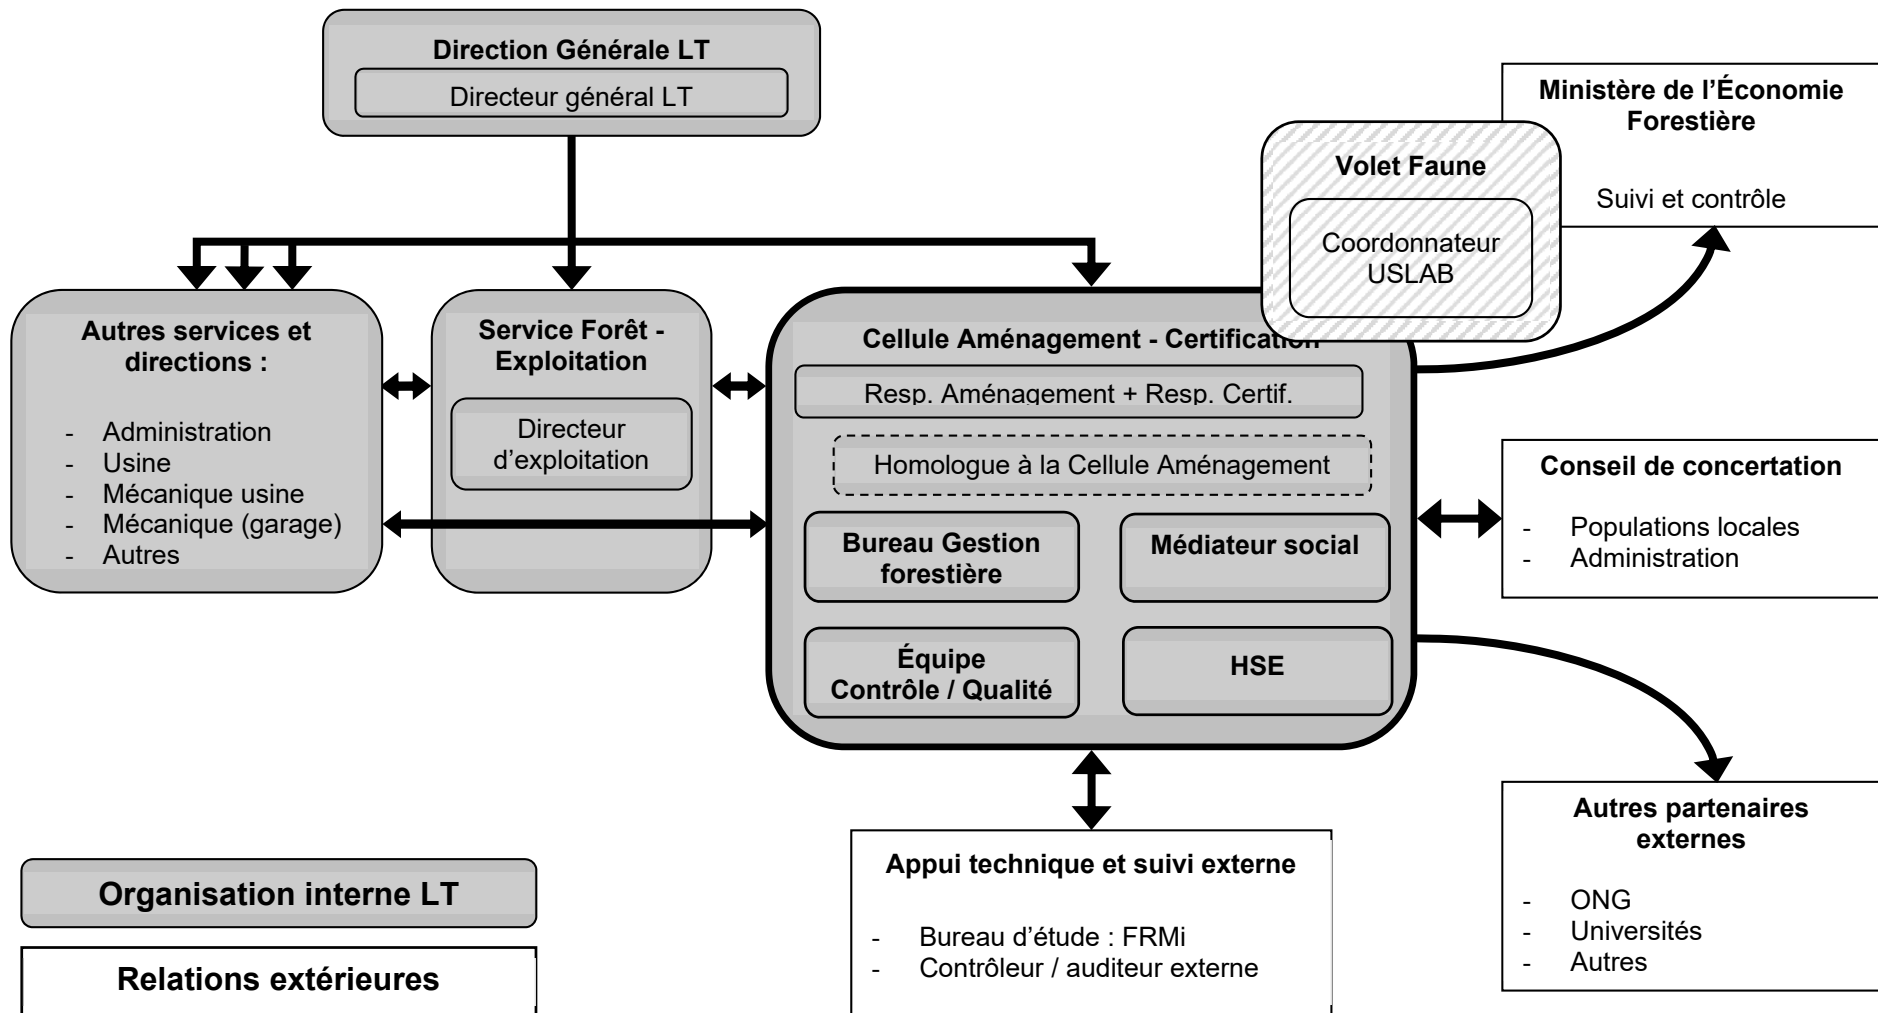 Direction Générale LT
Directeur général LT
Ministère de l’Économie
Forestière
Suivi et contrôle
Volet Faune
Coordonnateur
USLAB
Autres services et
directions :
- Administration
- Usine
- Mécanique usine
- Mécanique (garage)
- Autres
Service Forêt -
Exploitation
Directeur
d’exploitation
Cellule Aménagement - Certification
Resp. Aménagement + Resp. Certif.
Homologue à la Cellule Aménagement
Bureau Gestion
forestière
Médiateur social
Équipe
Contrôle / Qualité
HSE
Conseil de concertation
- Populations locales
- Administration
Autres partenaires
externes
- ONG
- Universités
- Autres
Appui technique et suivi externe
- Bureau d’étude : FRMi
- Contrôleur / auditeur externe
Organisation interne LT
Relations extérieures